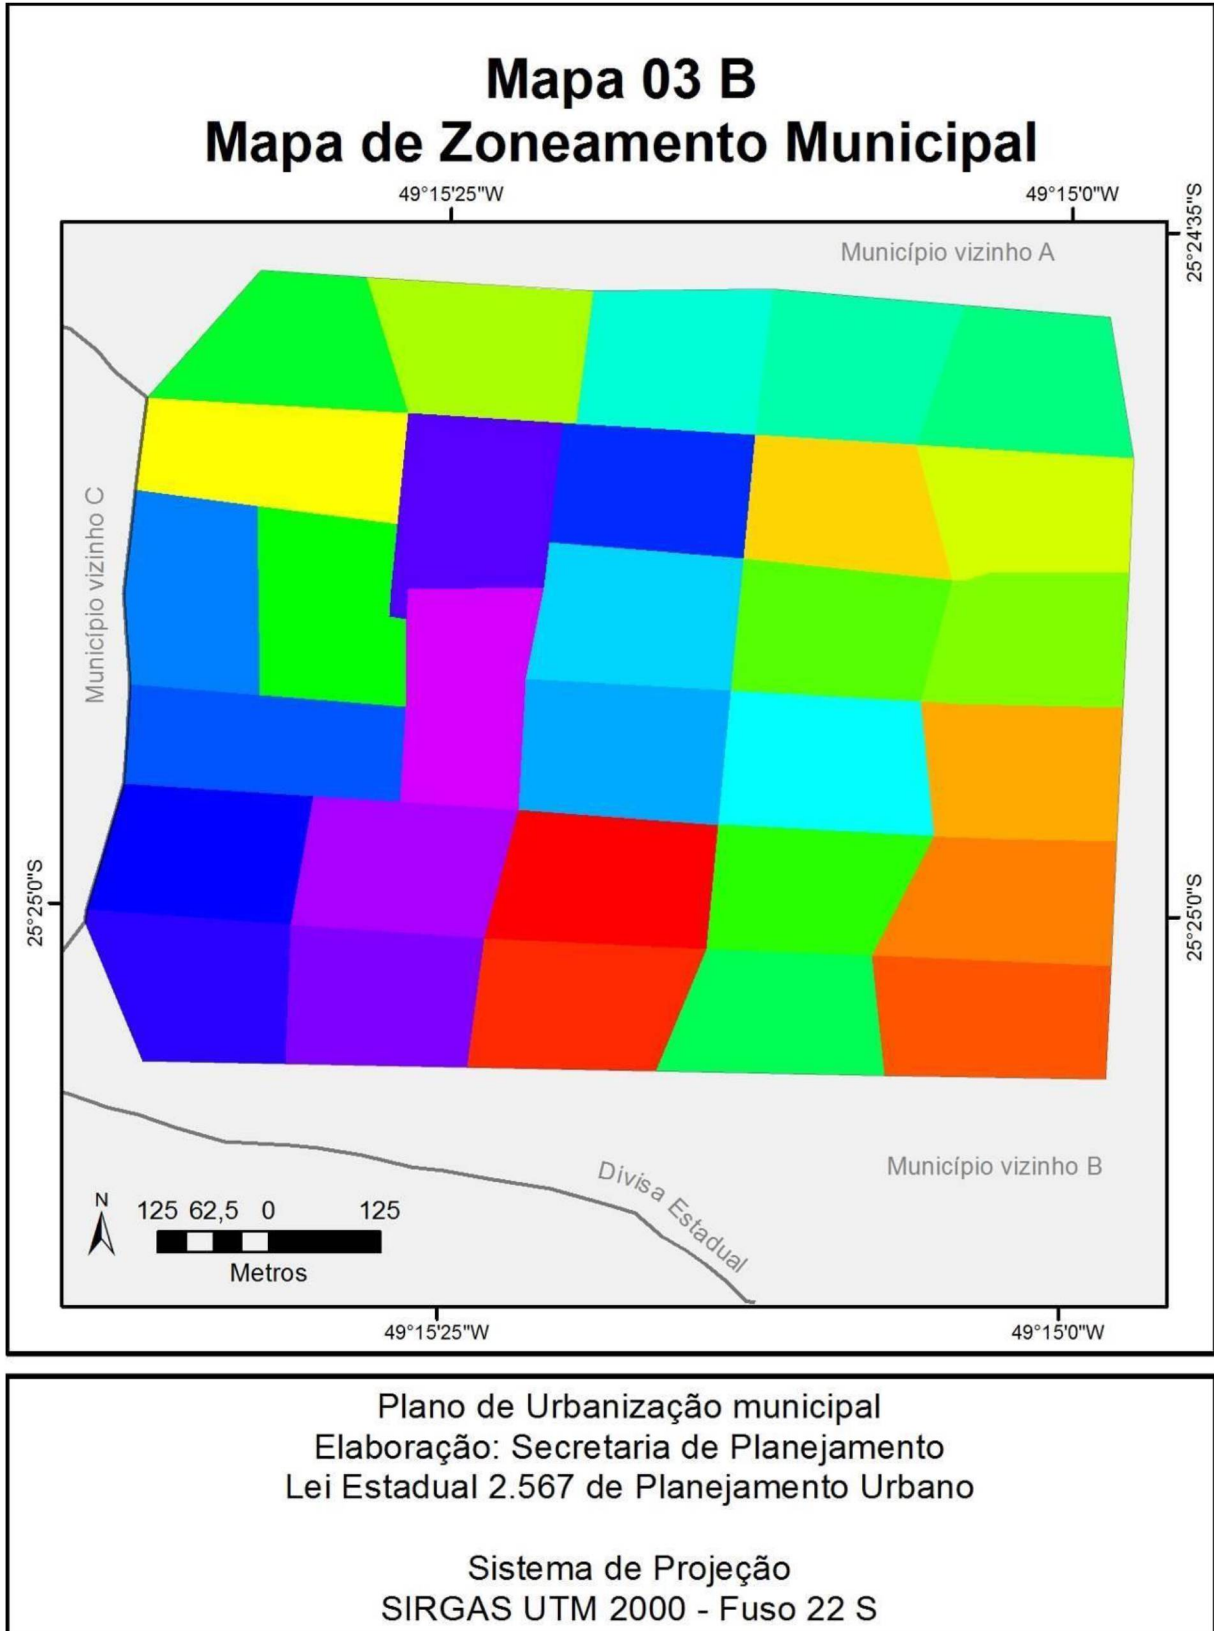 Mapa 03 B
Mapa de Zoneamento Municipal
49°15'25"W
49°15'0"W
25°24'35"S
Município vizinho A
Município vizinho C
25°25'0"S
25°25'0"S
Município vizinho B
Divisa Estadual
N
125 62,5 0 125
Metros
49°15'25"W
49°15'0"W
Plano de Urbanização municipal
Elaboração: Secretaria de Planejamento
Lei Estadual 2.567 de Planejamento Urbano
Sistema de Projeção
SIRGAS UTM 2000 - Fuso 22 S